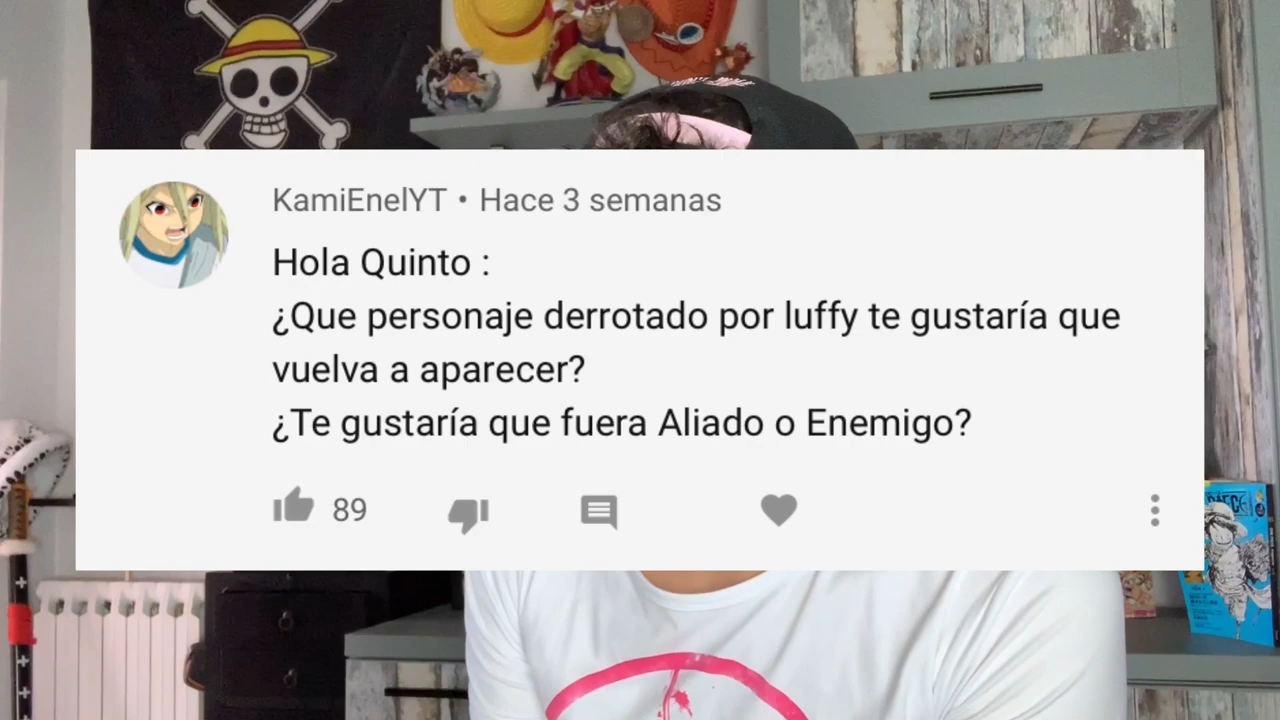 KamiEnelYT • Hace 3 semanas
Hola Quinto :
¿Que personaje derrotado por luffy te gustaría que
vuelva a aparecer?
¿Te gustaría que fuera Aliado o Enemigo?
89